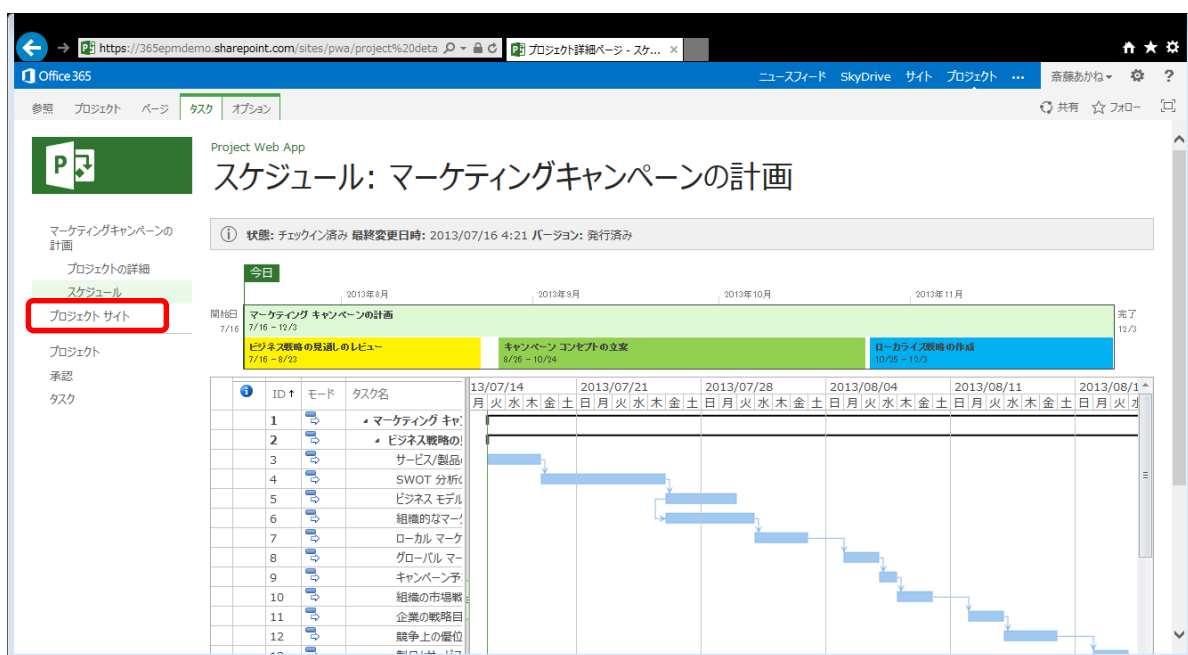 https://365epmdemo.sharepoint.com/sites/pwa/project%20deta
プロジェクト詳細ページ - スケ...
Office 365
ニュースフィード SkyDrive サイト プロジェクト ... 斎藤あかね ?
参照 プロジェクト ページ タスク オプション
共有 フォロー
Project Web App
スケジュール: マーケティングキャンペーンの計画
マーケティングキャンペーンの
計画
プロジェクトの詳細
スケジュール
プロジェクト サイト
プロジェクト
承認
タスク
状態: チェックイン済み 最終変更日時: 2013/07/16 4:21 バージョン: 発行済み
今日
2013年8月 2013年9月 2013年10月 2013年11月
開始日
7/16
マーケティング キャンペーンの計画
7/16 - 12/3
完了
12/3
ビジネス戦略の見通しのレビュー
7/16 - 8/23
キャンペーン コンセプトの立案
8/26 - 10/24
ローカライズ戦略の作成
10/25 - 12/3
ID モード タスク名
13/07/14 2013/07/21 2013/07/28 2013/08/04 2013/08/11 2013/08/1
月 火 水 木 金 土 日 月 火 水 木 金 土 日 月 火 水 木 金 土 日 月 火 水 木 金 土 日 月 火 水 木 金 土 日 月 火
1 マーケティング キャ
2 ビジネス戦略の
3 サービス/製品
4 SWOT 分析
5 ビジネス モデル
6 組織的なマー
7 ローカル マーケ
8 グローバル マー
9 キャンペーン予
10 組織の市場戦
11 企業の戦略目
12 競争上の優位